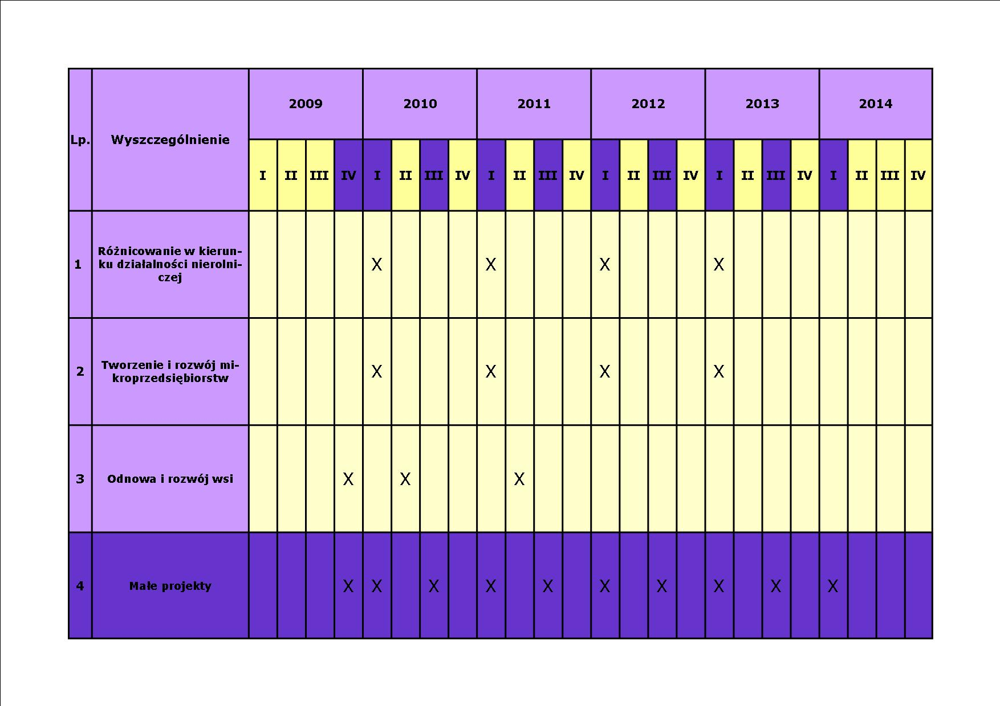 Lp. Wyszczególnienie 2009 2010 2011 2012 2013 2014
I II III IV I II III IV I II III IV I II III IV I II III IV I II III IV
1 Różnicowanie w kierun-
ku działalności nierolni-
czej X X X X
2 Tworzenie i rozwój mi-
kroprzedsiębiorstw X X X X
3 Odnowa i rozwój wsi X X X
4 Małe projekty X X X X X X X X X X